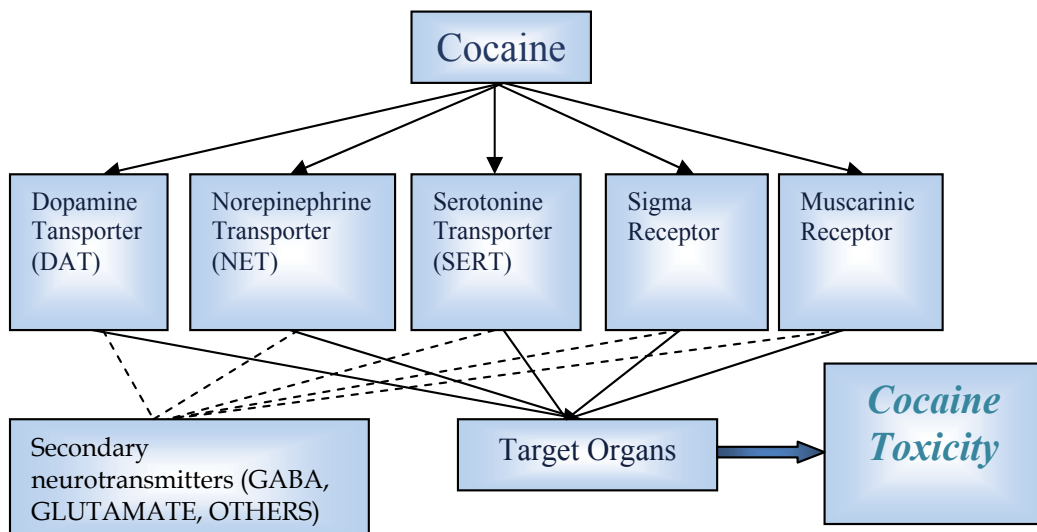 Cocaine
Dopamine
Tansporter
(DAT)
Norepinephrine
Transporter
(NET)
Serotonine
Transporter
(SERT)
Sigma
Receptor
Muscarinic
Receptor
Secondary
neurotransmitters (GABA,
GLUTAMATE, OTHERS)
Target Organs
Cocaine
Toxicity